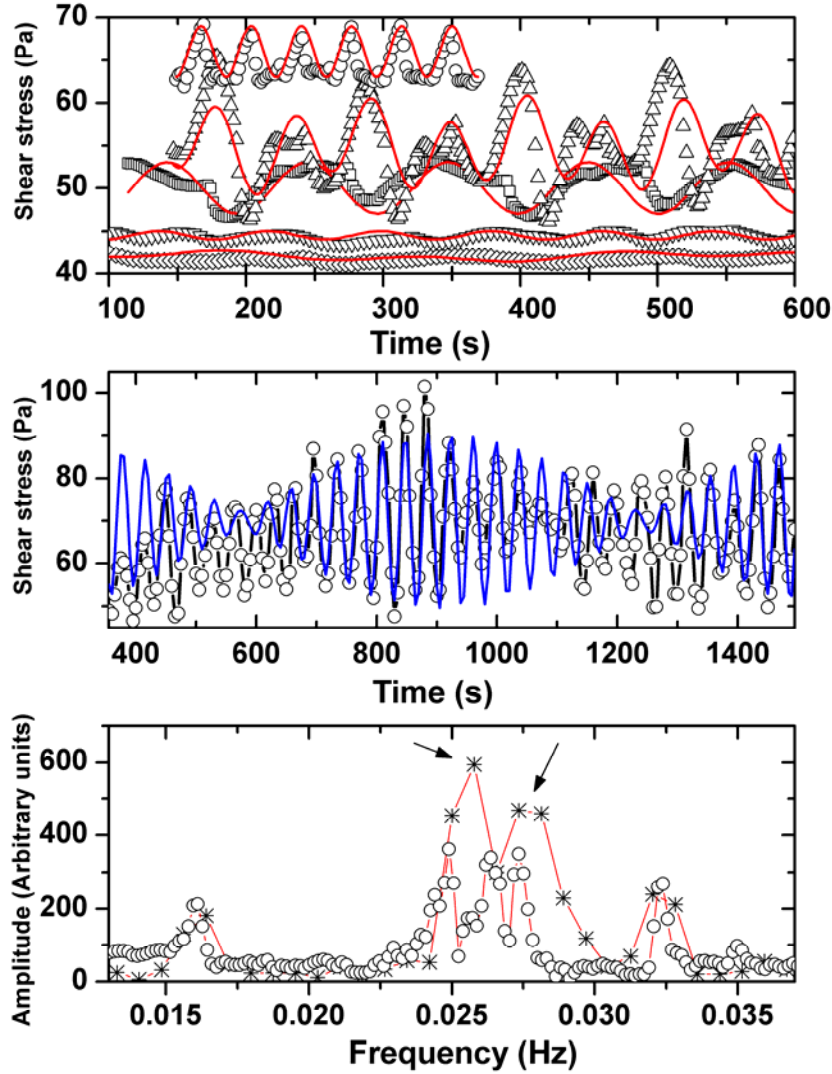 70
60
50
40
Shear stress (Pa)
100 200 300 400 500 600
Time (s)
100
80
60
Shear stress (Pa)
400 600 800 1000 1200 1400
Time (s)
600
400
200
0
Amplitude (Arbitrary units)
0.015 0.020 0.025 0.030 0.035
Frequency (Hz)